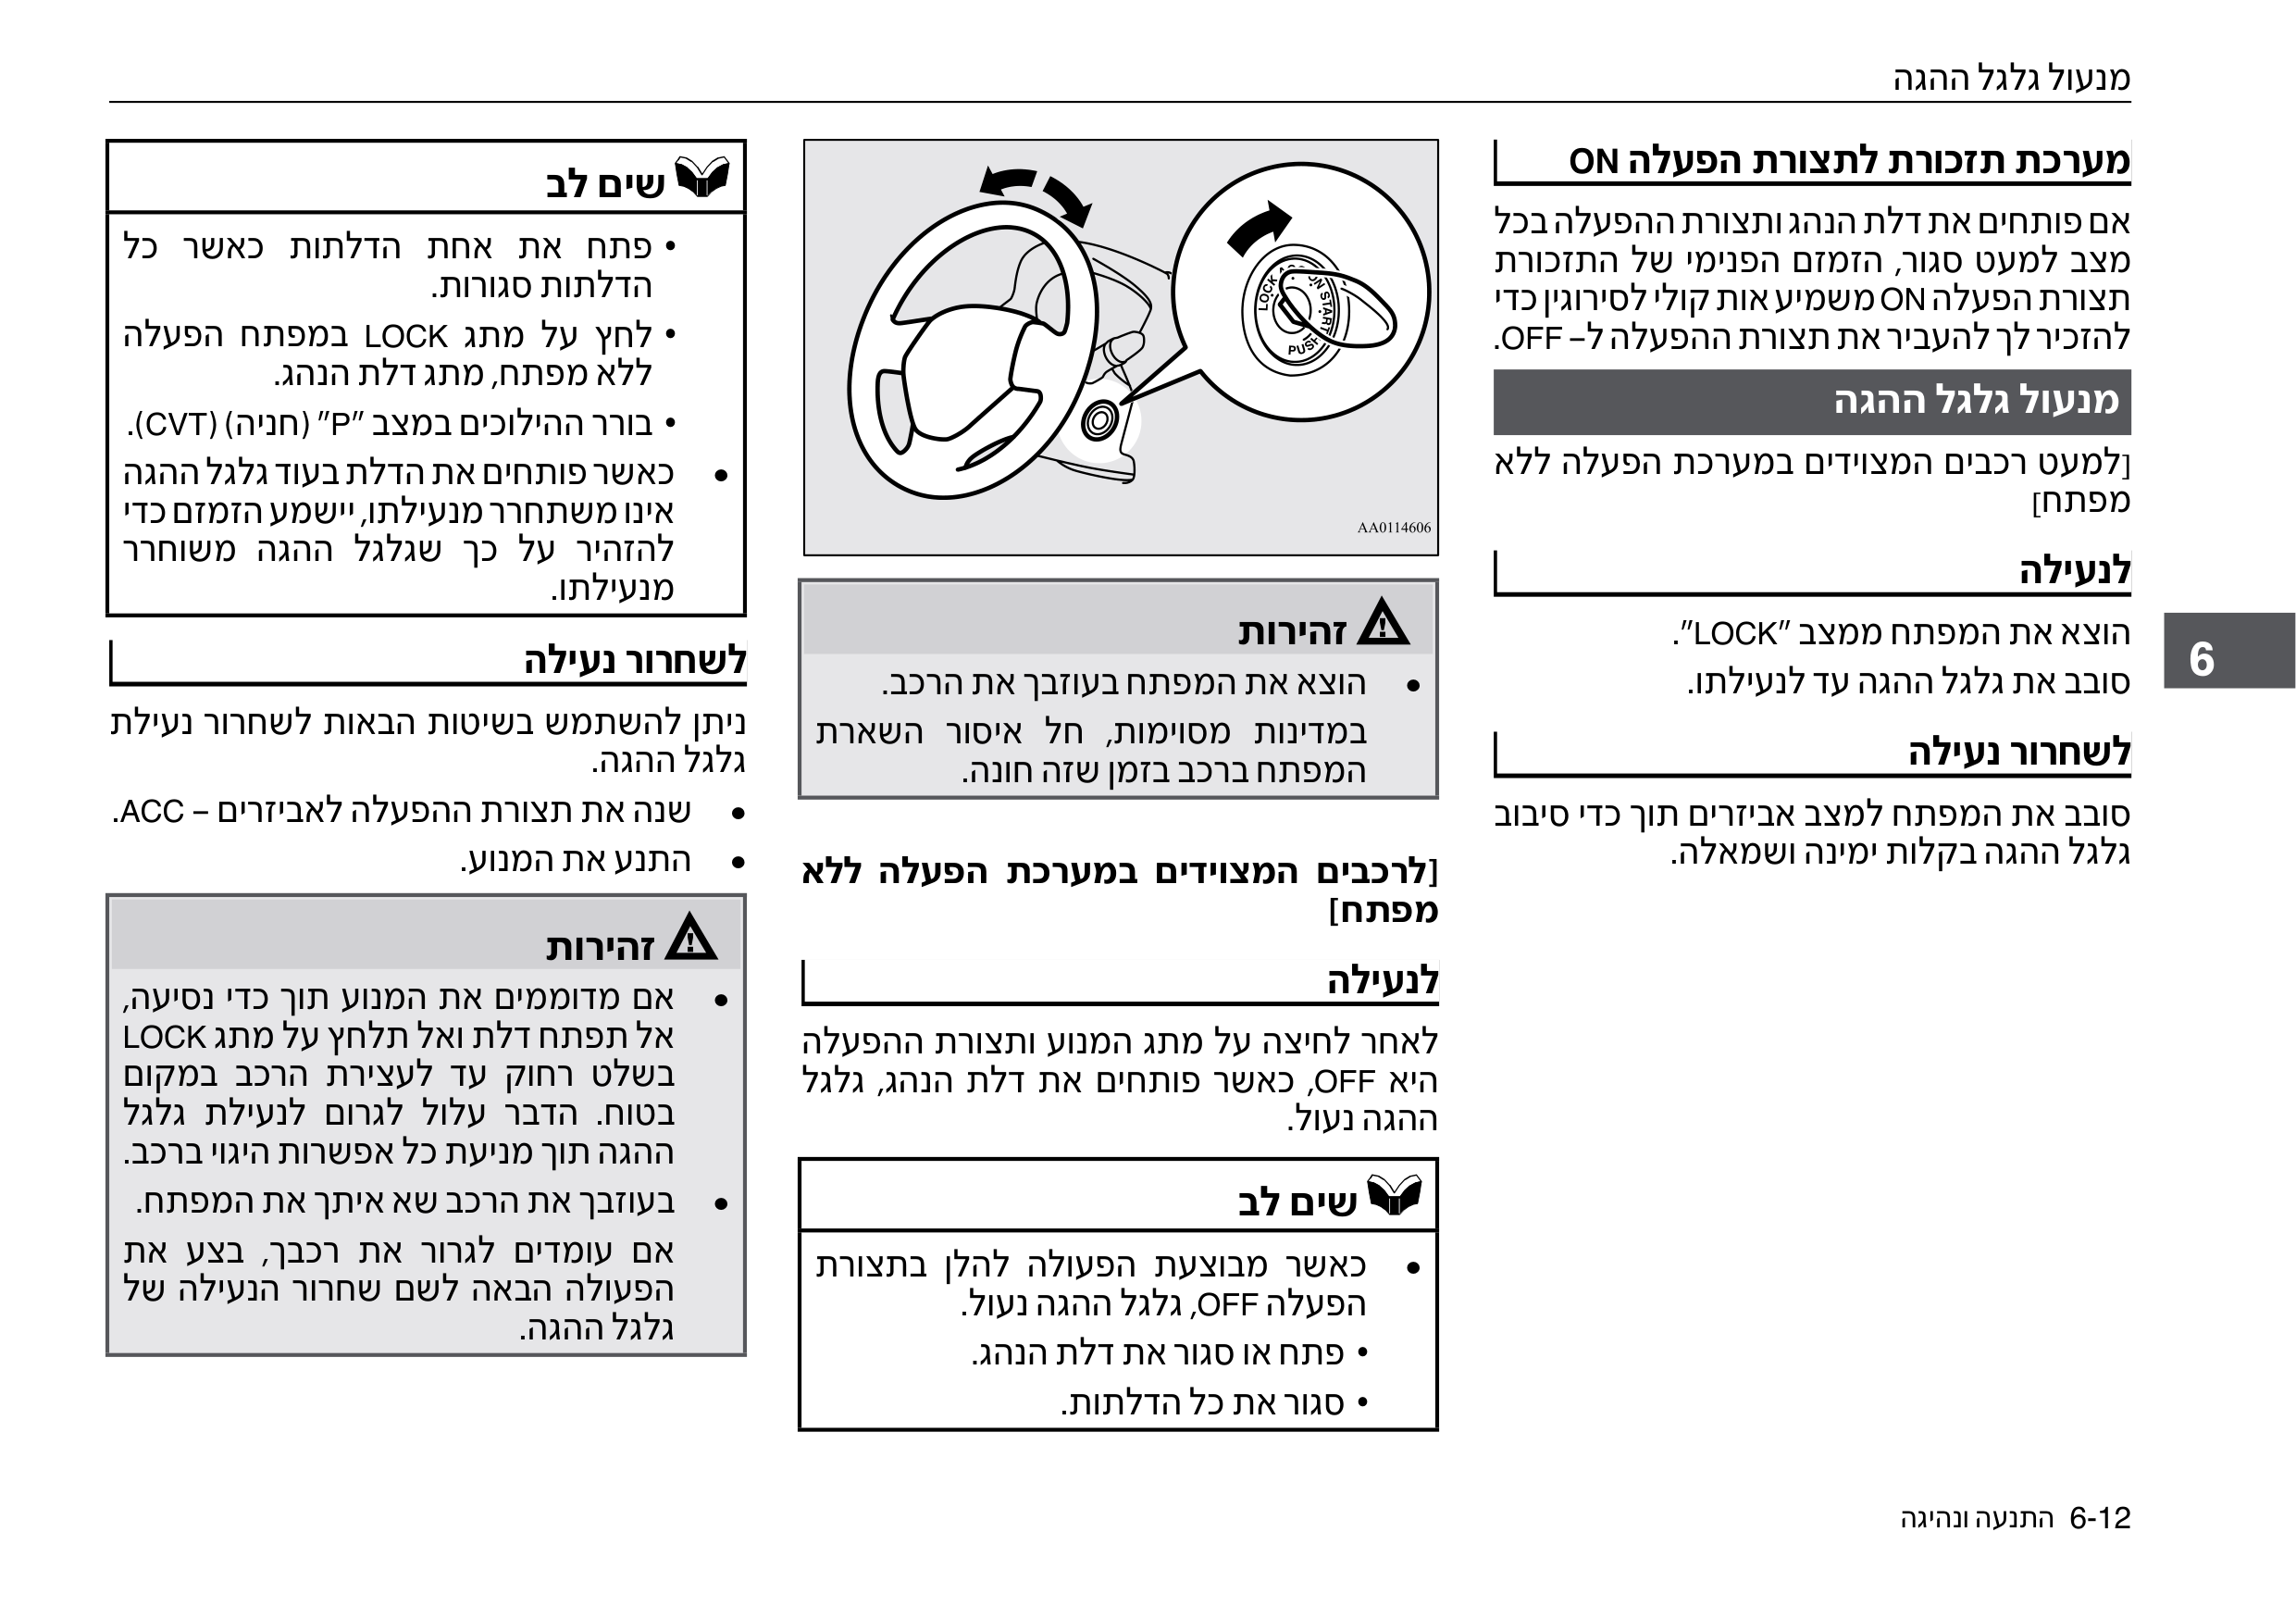 מנעול גלגל ההגה
מערכת תזכורת לתצורת הפעלה ON
אם פותחים את דלת הנהג ותצורת ההפעלה בכל
מצב למעט סגור, הזמזם הפנימי של התזכורת
תצורת הפעלה ON משמיע אות קולי לסירוגין כדי
להזכיר לך להעביר את תצורת ההפעלה ל– OFF.
מנעול גלגל ההגה
[למעט רכבים המצוידים במערכת הפעלה ללא
מפתח]
לנעילה
הוצא את המפתח ממצב "LOCK".
סובב את גלגל ההגה עד לנעילתו.
לשחרור נעילה
סובב את המפתח למצב אביזרים תוך כדי סיבוב
גלגל ההגה בקלות ימינה ושמאלה.
6
LOCK
ON START
PUSH
AA0114606
זהירות
● הוצא את המפתח בעוזבך את הרכב.
במדינות מסוימות, חל איסור השארת
המפתח ברכב בזמן שזה חונה.
[לרכבים המצוידים במערכת הפעלה ללא
מפתח]
לנעילה
לאחר לחיצה על מתג המנוע ותצורת ההפעלה
היא OFF, כאשר פותחים את דלת הנהג, גלגל
ההגה נעול.
שים לב
● כאשר מבוצעת הפעולה להלן בתצורת
הפעלה OFF, גלגל ההגה נעול.
• פתח או סגור את דלת הנהג.
• סגור את כל הדלתות.
שים לב
• פתח את אחת הדלתות כאשר כל
הדלתות סגורות.
• לחץ על מתג LOCK במפתח הפעלה
ללא מפתח, מתג דלת הנהג.
• בורר ההילוכים במצב "P" (חניה) (CVT).
● כאשר פותחים את הדלת בעוד גלגל ההגה
אינו משתחרר מנעילתו, יישמע הזמזם כדי
להזהיר על כך שגלגל ההגה משוחרר
מנעילתו.
לשחרור נעילה
ניתן להשתמש בשיטות הבאות לשחרור נעילת
גלגל ההגה.
● שנה את תצורת ההפעלה לאביזרים – ACC.
● התנע את המנוע.
זהירות
● אם מדוממים את המנוע תוך כדי נסיעה,
אל תפתח דלת ואל תלחץ על מתג LOCK
בשלט רחוק עד לעצירת הרכב במקום
בטוח. הדבר עלול לגרום לנעילת גלגל
ההגה תוך מניעת כל אפשרות היגוי ברכב.
● בעוזבך את הרכב שא איתך את המפתח.
אם עומדים לגרור את רכבך, בצע את
הפעולה הבאה לשם שחרור הנעילה של
גלגל ההגה.
6-12 התנעה ונהיגה